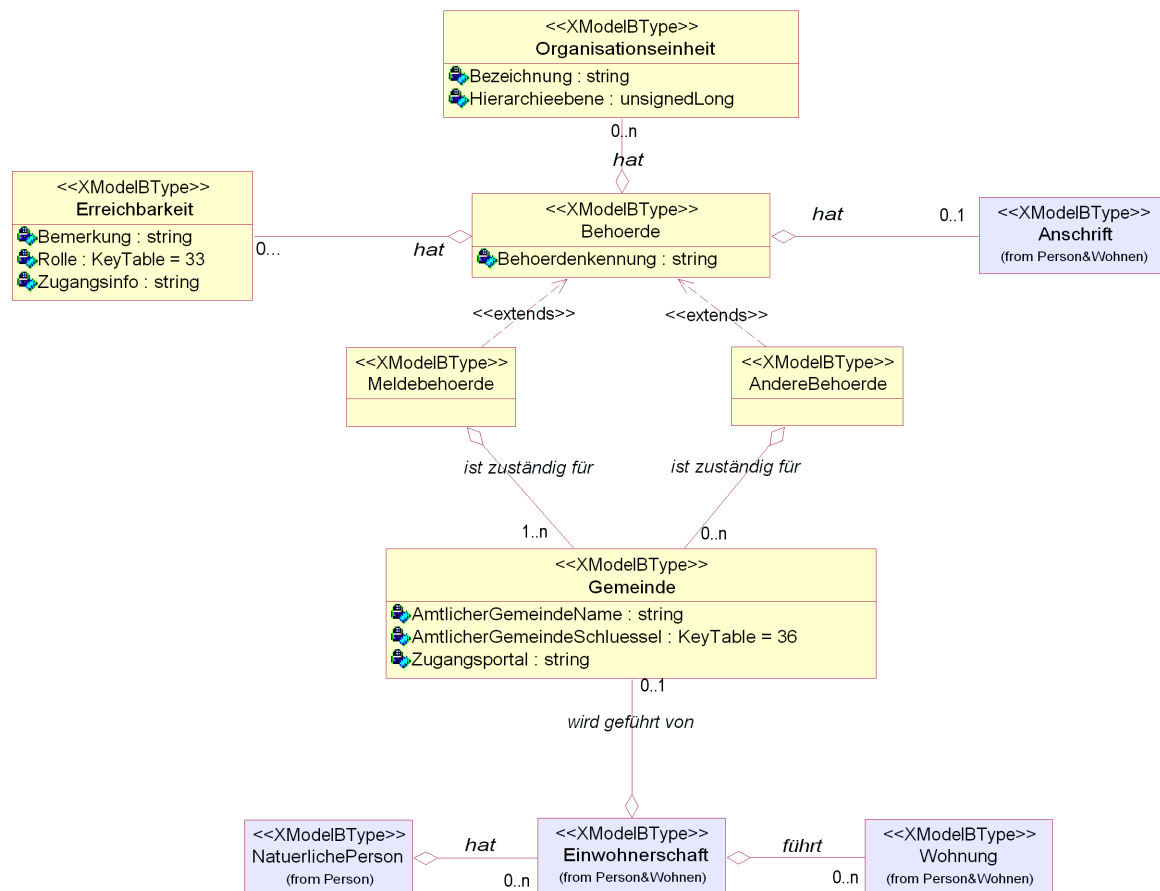 <<XModelBType>>
Organisationseinheit
Bezeichnung : string
Hierarchieebene : unsignedLong
0..n
hat
<<XModelBType>>
Erreichbarkeit
Bemerkung : string
Rolle : KeyTable = 33
Zugangsinfo : string
0...
hat
<<XModelBType>>
Behoerde
Behoerdenkennung : string
hat
0..1
<<XModelBType>>
Anschrift
(from Person&Wohnen)
<<extends>>
<<extends>>
<<XModelBType>>
Meldebehoerde
<<XModelBType>>
AndereBehoerde
ist zuständig für
ist zuständig für
1..n
0..n
<<XModelBType>>
Gemeinde
AmtlicherGemeindeName : string
AmtlicherGemeindeSchluessel : KeyTable = 36
Zugangsportal : string
0..1
wird geführt von
<<XModelBType>>
NatuerlichePerson
(from Person)
hat
0..n
<<XModelBType>>
Einwohnerschaft
(from Person&Wohnen)
führt
0..n
<<XModelBType>>
Wohnung
(from Person&Wohnen)